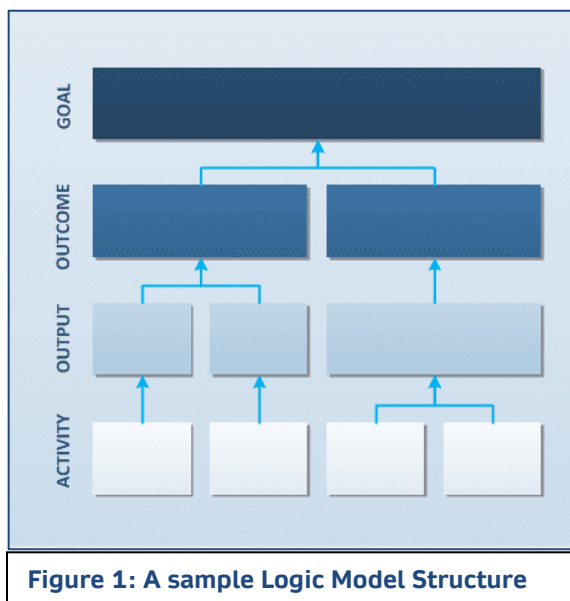 GOAL
OUTCOME
OUTPUT
ACTIVITY
Figure 1: A sample Logic Model Structure